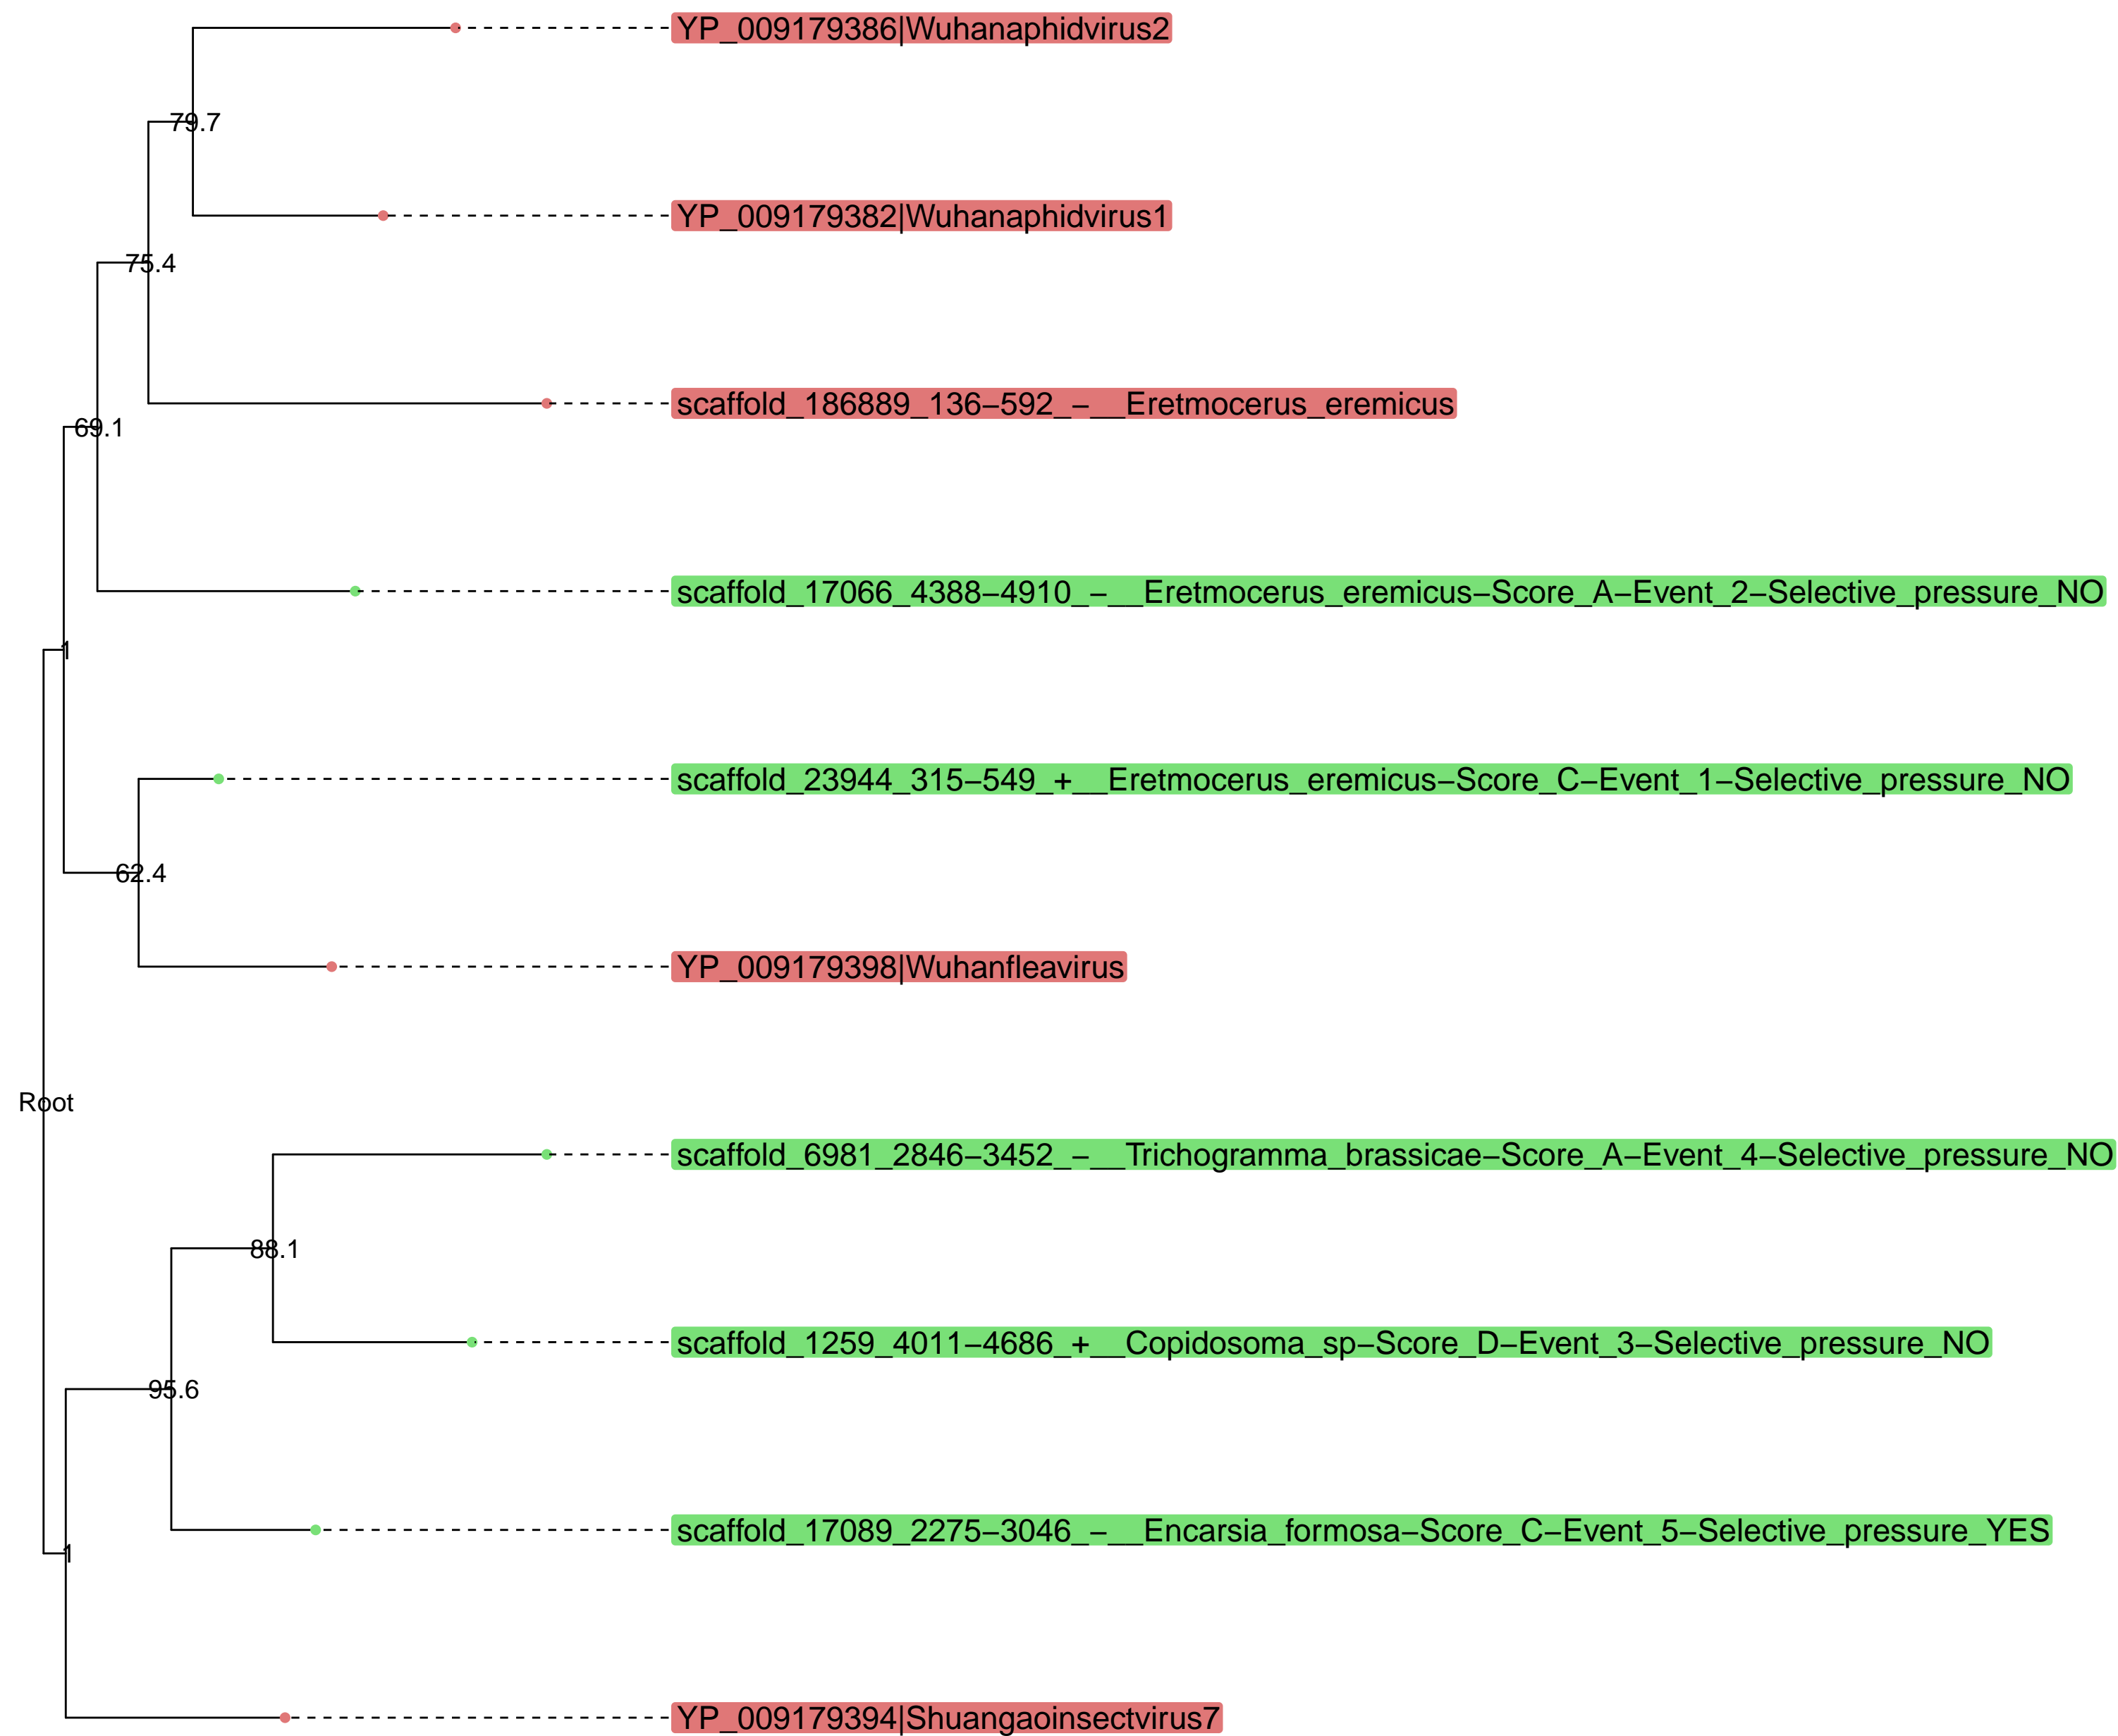 YP_009179386|Wuhanaphidvirus2
79.7
YP_009179382|Wuhanaphidvirus1
75.4
scaffold_186889_136−592_−__Eretmocerus_eremicus
69.1
scaffold_17066_4388−4910_−__Eretmocerus_eremicus−Score_A−Event_2−Selective_pressure_NO
1
scaffold_23944_315−549_+__Eretmocerus_eremicus−Score_C−Event_1−Selective_pressure_NO
62.4
YP_009179398|Wuhanfleavirus
Root
scaffold_6981_2846−3452_−__Trichogramma_brassicae−Score_A−Event_4−Selective_pressure_NO
88.1
scaffold_1259_4011−4686_+__Copidosoma_sp−Score_D−Event_3−Selective_pressure_NO
95.6
scaffold_17089_2275−3046_−__Encarsia_formosa−Score_C−Event_5−Selective_pressure_YES
1
YP_009179394|Shuangaoinsectvirus7